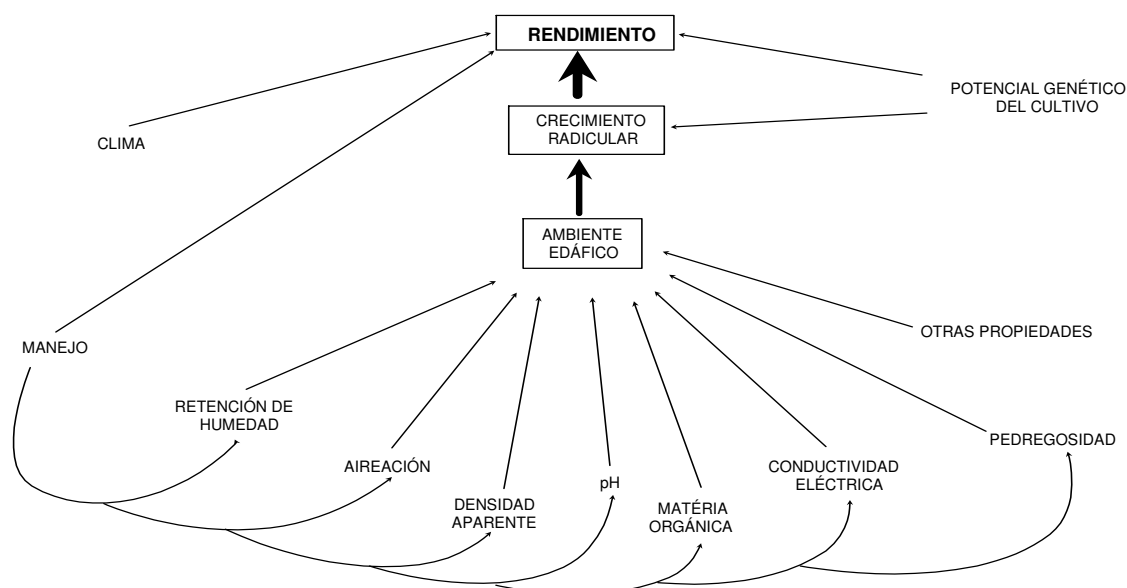 RENDIMIENTO
POTENCIAL GENÉTICO
DEL CULTIVO
CRECIMIENTO
RADICULAR
CLIMA
AMBIENTE
EDÁFICO
OTRAS PROPIEDADES
MANEJO
RETENCIÓN DE
HUMEDAD
PEDREGOSIDAD
AIREACIÓN
CONDUCTIVIDAD
ELÉCTRICA
pH
DENSIDAD
APARENTE
MATÉRIA
ORGÁNICA